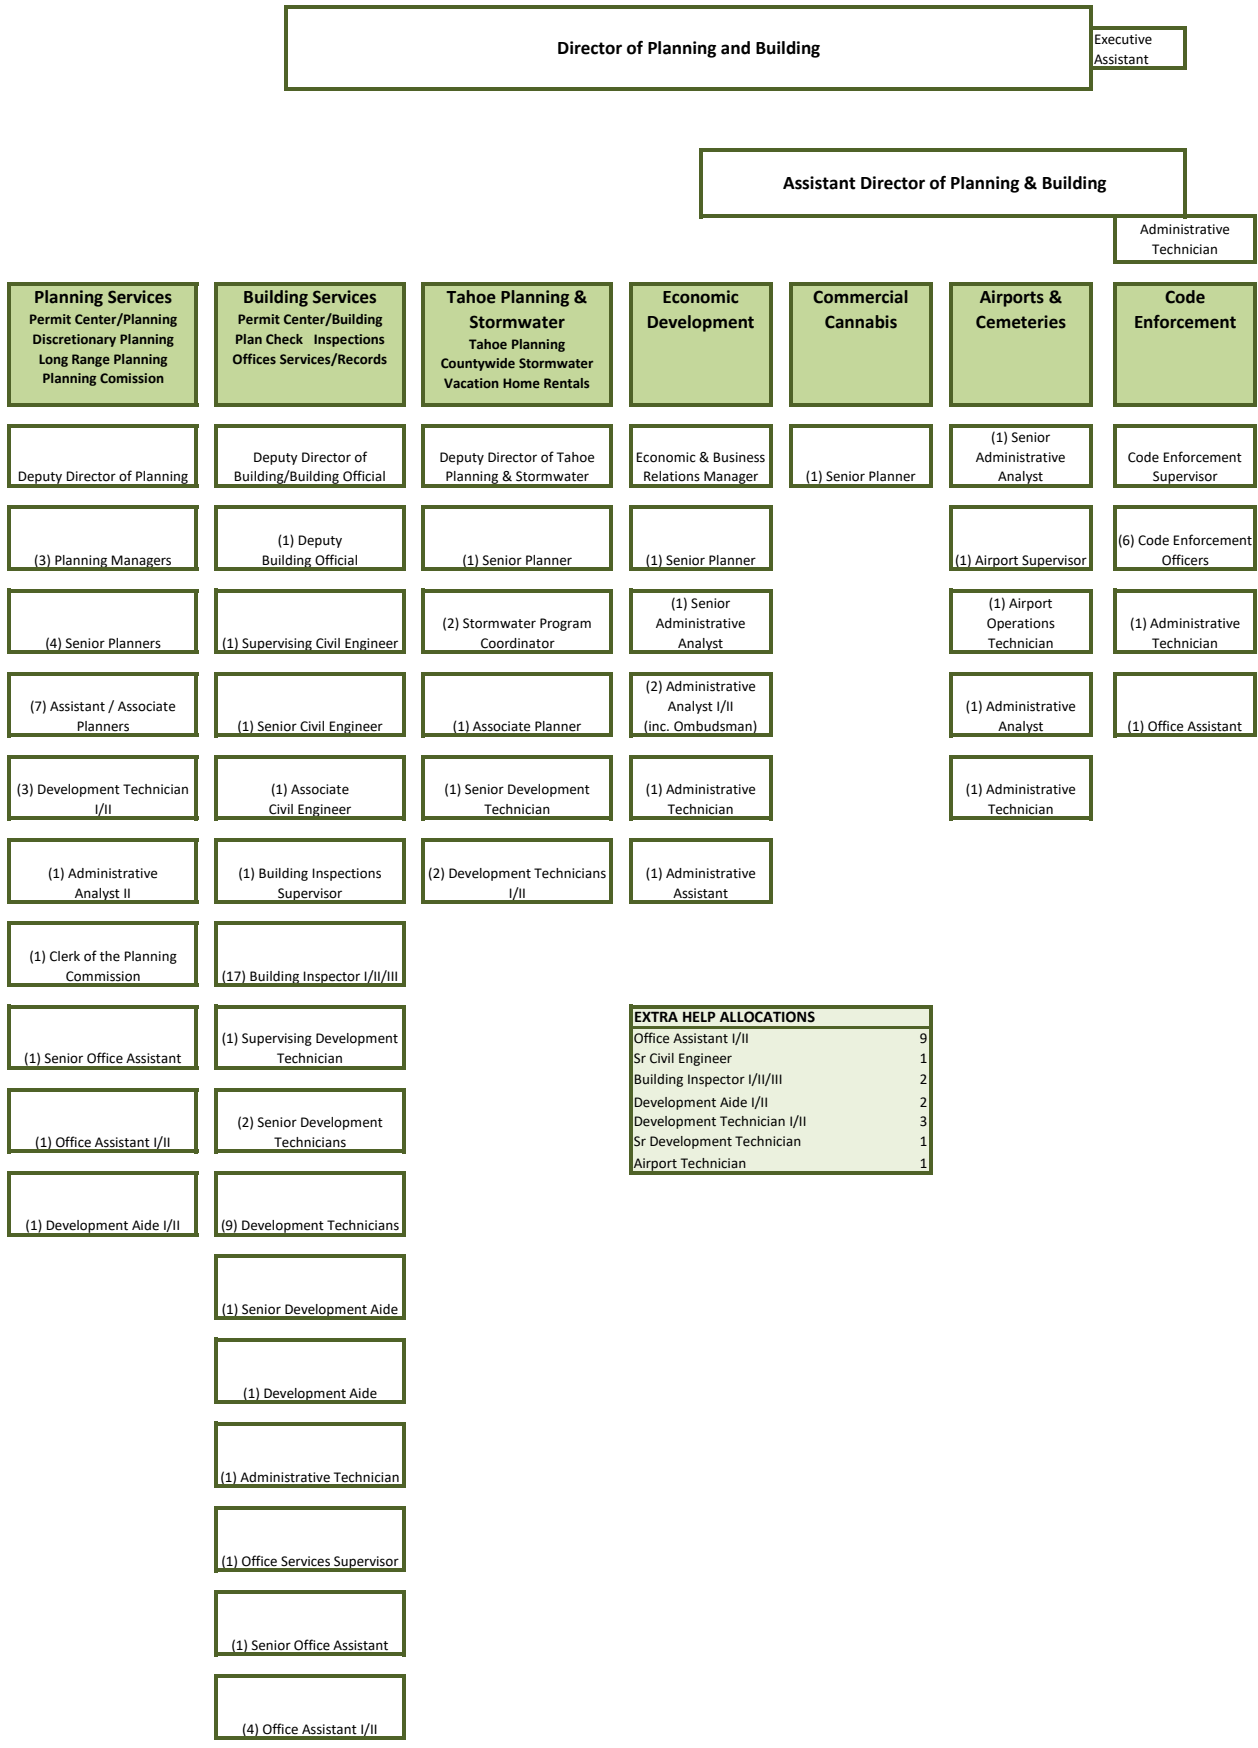 Director of Planning and Building
Executive
Assistant
Assistant Director of Planning & Building
Administrative
Technician
Planning Services
Permit Center/Planning
Discretionary Planning
Long Range Planning
Planning Comission
Building Services
Permit Center/Building
Plan Check Inspections
Offices Services/Records
Tahoe Planning &
Stormwater
Tahoe Planning
Countywide Stormwater
Vacation Home Rentals
Economic
Development
Commercial
Cannabis
Airports &
Cemeteries
Code
Enforcement
Deputy Director of Planning
Deputy Director of
Building/Building Official
Deputy Director of Tahoe
Planning & Stormwater
Economic & Business
Relations Manager
(1) Senior Planner
(1) Senior
Administrative
Analyst
Code Enforcement
Supervisor
(3) Planning Managers
(1) Deputy
Building Official
(1) Senior Planner
(1) Senior Planner
(1) Airport Supervisor
(6) Code Enforcement
Officers
(4) Senior Planners
(1) Supervising Civil Engineer
(2) Stormwater Program
Coordinator
(1) Senior
Administrative
Analyst
(1) Airport
Operations
Technician
(1) Administrative
Technician
(7) Assistant / Associate
Planners
(1) Senior Civil Engineer
(1) Associate Planner
(2) Administrative
Analyst I/II
(inc. Ombudsman)
(1) Administrative
Analyst
(1) Office Assistant
(3) Development Technician
I/II
(1) Associate
Civil Engineer
(1) Senior Development
Technician
(1) Administrative
Technician
(1) Administrative
Technician
(1) Administrative
Analyst II
(1) Building Inspections
Supervisor
(2) Development Technicians
I/II
(1) Administrative
Assistant
(1) Clerk of the Planning
Commission
(17) Building Inspector I/II/III
(1) Senior Office Assistant
(1) Supervising Development
Technician
(1) Office Assistant I/II
(2) Senior Development
Technicians
(1) Development Aide I/II
(9) Development Technicians
(1) Senior Development Aide
(1) Development Aide
(1) Administrative Technician
(1) Office Services Supervisor
(1) Senior Office Assistant
(4) Office Assistant I/II
EXTRA HELP ALLOCATIONS
Office Assistant I/II 9
Sr Civil Engineer 1
Building Inspector I/II/III 2
Development Aide I/II 2
Development Technician I/II 3
Sr Development Technician 1
Airport Technician 1